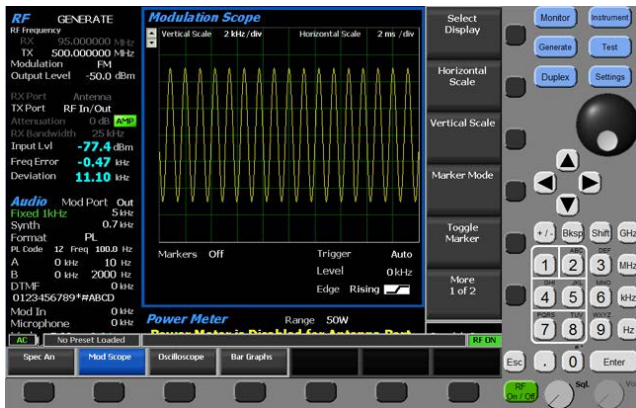 RF GENERATE
RF Frequency
RX 95.000000 MHz
TX 500.000000 MHz
Modulation FM
Output Level -50.0 dBm
RX Port Antenna
TX Port RF In/Out
Attenuation 0 dB AMP
RX Bandwidth 25 kHz
Input Lvl -77.4 dBm
Freq Error -0.47 kHz
Deviation 11.10 kHz
Audio Mod Port Out
Fixed 1kHz 5 kHz
Synth 0.7 kHz
Format PL
PL Code 12 Freq 100.0 Hz
A 0 kHz 10 Hz
B 0 kHz 2000 Hz
DTMF 0 kHz
0123456789*#ABCD
Mod In 0 kHz
Microphone 0 kHz
Modulation Scope
Vertical Scale 2 kHz/div Horizontal Scale 2 ms/div
Markers Off Trigger Auto
Level 0 kHz
Edge Rising
Power Meter Range 50W
Power Meter is Disabled for Antenna Port
AC No Preset Loaded RF ON
Spec An Mod Scope Oscilloscope Bar Graphs
Select
Display
Horizontal
Scale
Vertical Scale
Marker Mode
Toggle
Marker
More
1 of 2
Monitor Instrument
Generate Test
Duplex Settings
+/- Bksp Shift GHz
ABC DEF
1 2 3 MHz
GHI JKL MNO
4 5 6 kHz
PQRS TUV WXYZ
7 8 9 Hz
Esc . 0 Enter
RF
On / Off
Sql